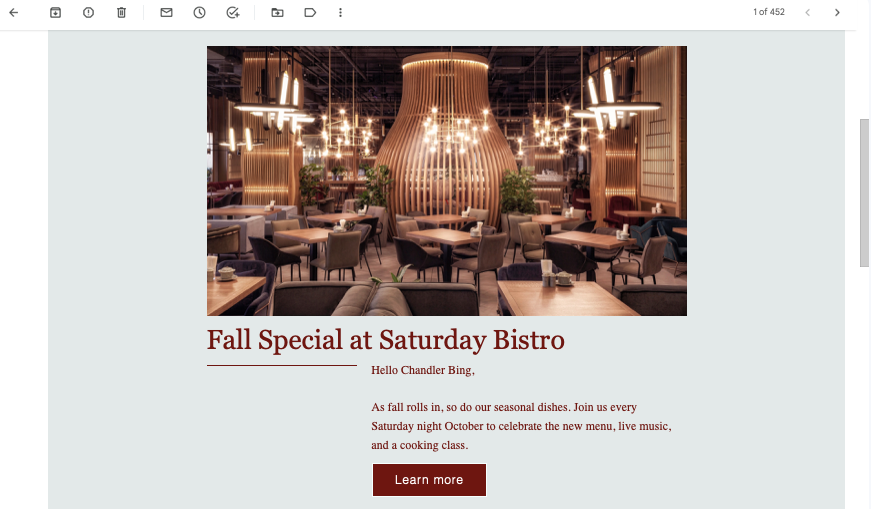 1 of 452
Fall Special at Saturday Bistro
Hello Chandler Bing,
As fall rolls in, so do our seasonal dishes. Join us every
Saturday night October to celebrate the new menu, live music,
and a cooking class.
Learn more